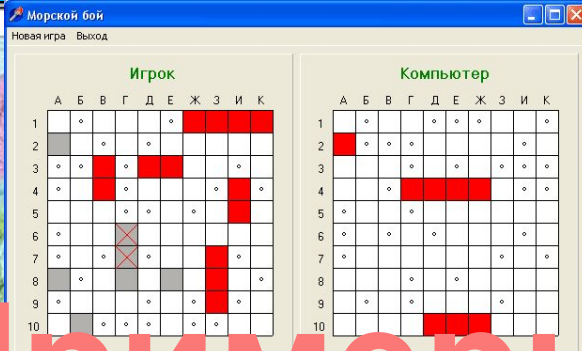 Морской бой
Новая игра Выход
Игрок
Компьютер
А Б В Г Д Е Ж З И К
А Б В Г Д Е Ж З И К
1 1
2 2
3 3
4 4
5 5
6 6
7 7
8 8
9 9
10 10